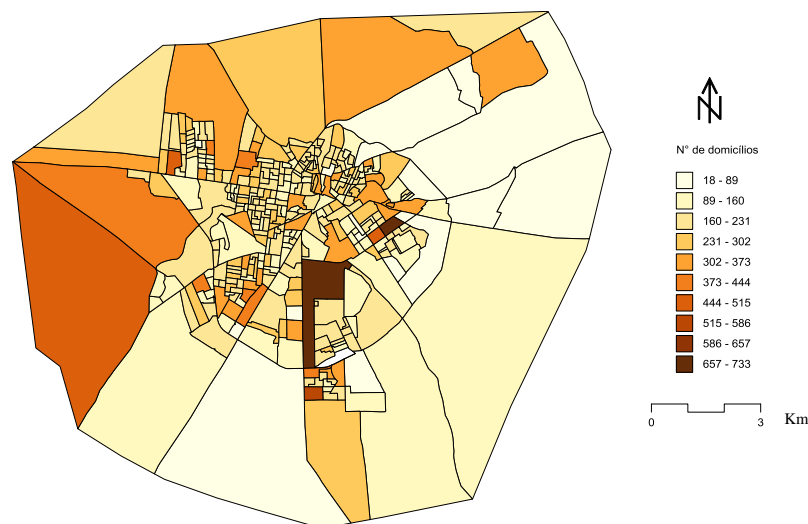 N
N° de domicílios
18 - 89
89 - 160
160 - 231
231 - 302
302 - 373
373 - 444
444 - 515
515 - 586
586 - 657
657 - 733
0 3 Km